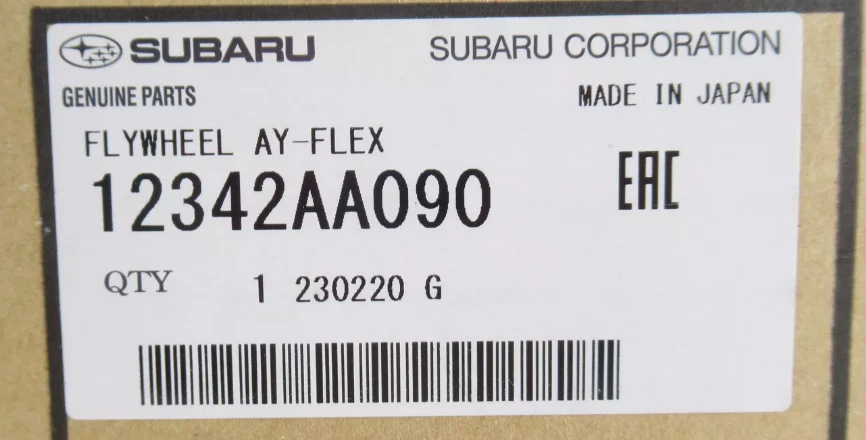 SUBARU SUBARU CORPORATION
GENUINE PARTS MADE IN JAPAN
FLYWHEEL AY-FLEX
12342AA090 EAC
QTY 1 230220 G